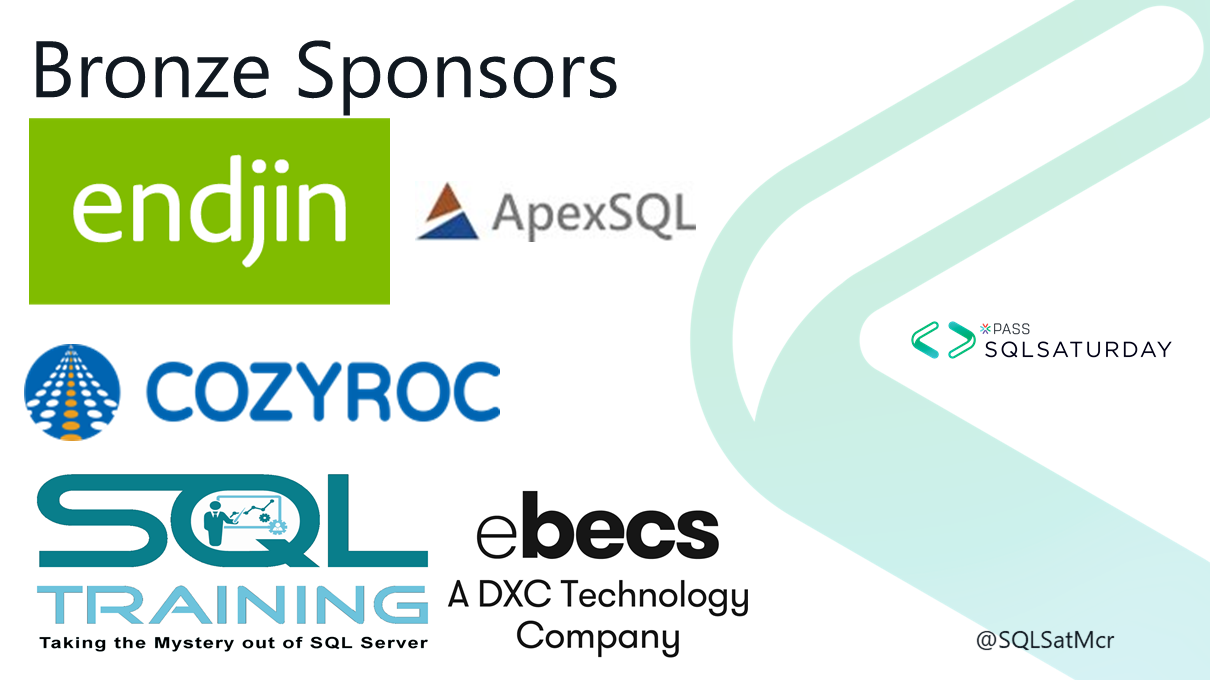 Bronze Sponsors
endjin
ApexSQL
COZYROC
SQL
TRAINING
Taking the Mystery out of SQL Server
ebecs
A DXC Technology
Company
PASS
SQLSATURDAY
@SQLSatMcr